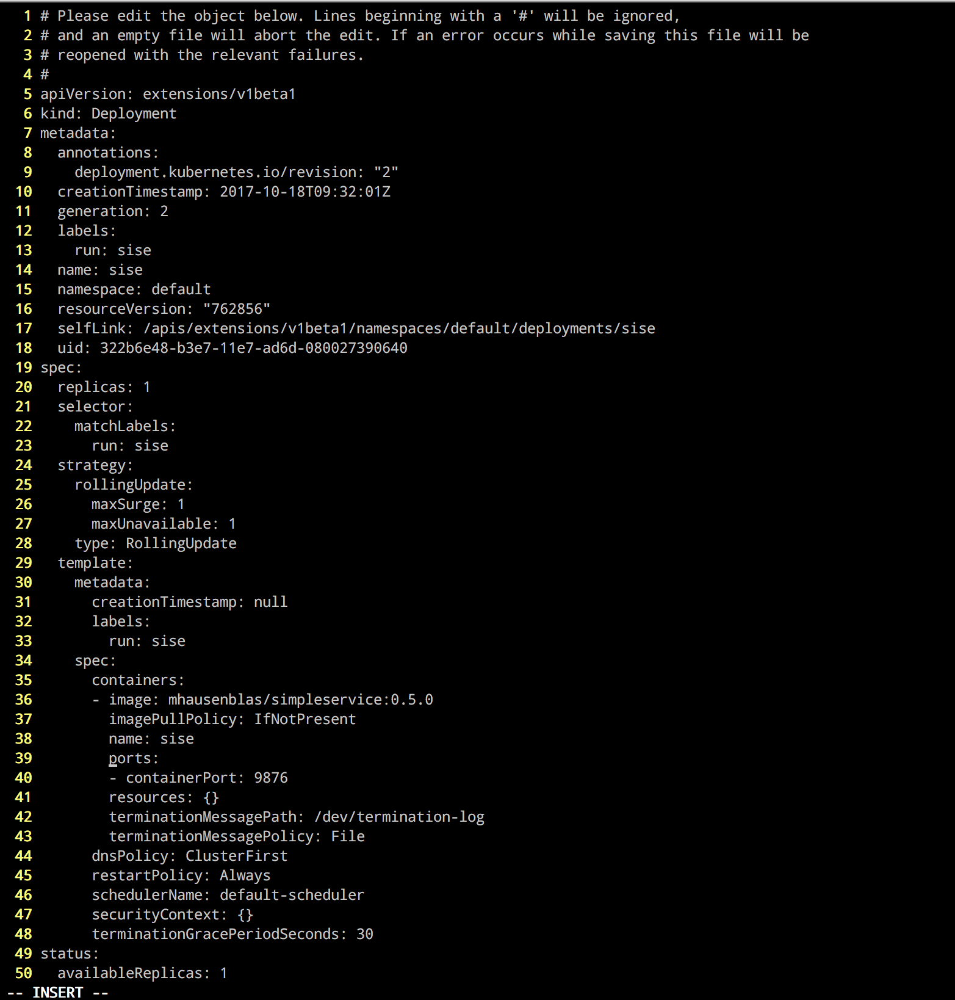 1 # Please edit the object below. Lines beginning with a '#' will be ignored,
2 # and an empty file will abort the edit. If an error occurs while saving this file will be
3 # reopened with the relevant failures.
4 #
5 apiVersion: extensions/v1beta1
6 kind: Deployment
7 metadata:
8   annotations:
9     deployment.kubernetes.io/revision: "2"
10   creationTimestamp: 2017-10-18T09:32:01Z
11   generation: 2
12   labels:
13     run: sise
14   name: sise
15   namespace: default
16   resourceVersion: "762856"
17   selfLink: /apis/extensions/v1beta1/namespaces/default/deployments/sise
18   uid: 322b6e48-b3e7-11e7-ad6d-080027390640
19 spec:
20   replicas: 1
21   selector:
22     matchLabels:
23       run: sise
24   strategy:
25     rollingUpdate:
26       maxSurge: 1
27       maxUnavailable: 1
28     type: RollingUpdate
29   template:
30     metadata:
31       creationTimestamp: null
32       labels:
33         run: sise
34     spec:
35       containers:
36       - image: mhausenblas/simpleservice:0.5.0
37         imagePullPolicy: IfNotPresent
38         name: sise
39         ports:
40         - containerPort: 9876
41         resources: {}
42         terminationMessagePath: /dev/termination-log
43         terminationMessagePolicy: File
44       dnsPolicy: ClusterFirst
45       restartPolicy: Always
46       schedulerName: default-scheduler
47       securityContext: {}
48       terminationGracePeriodSeconds: 30
49 status:
50   availableReplicas: 1
-- INSERT --